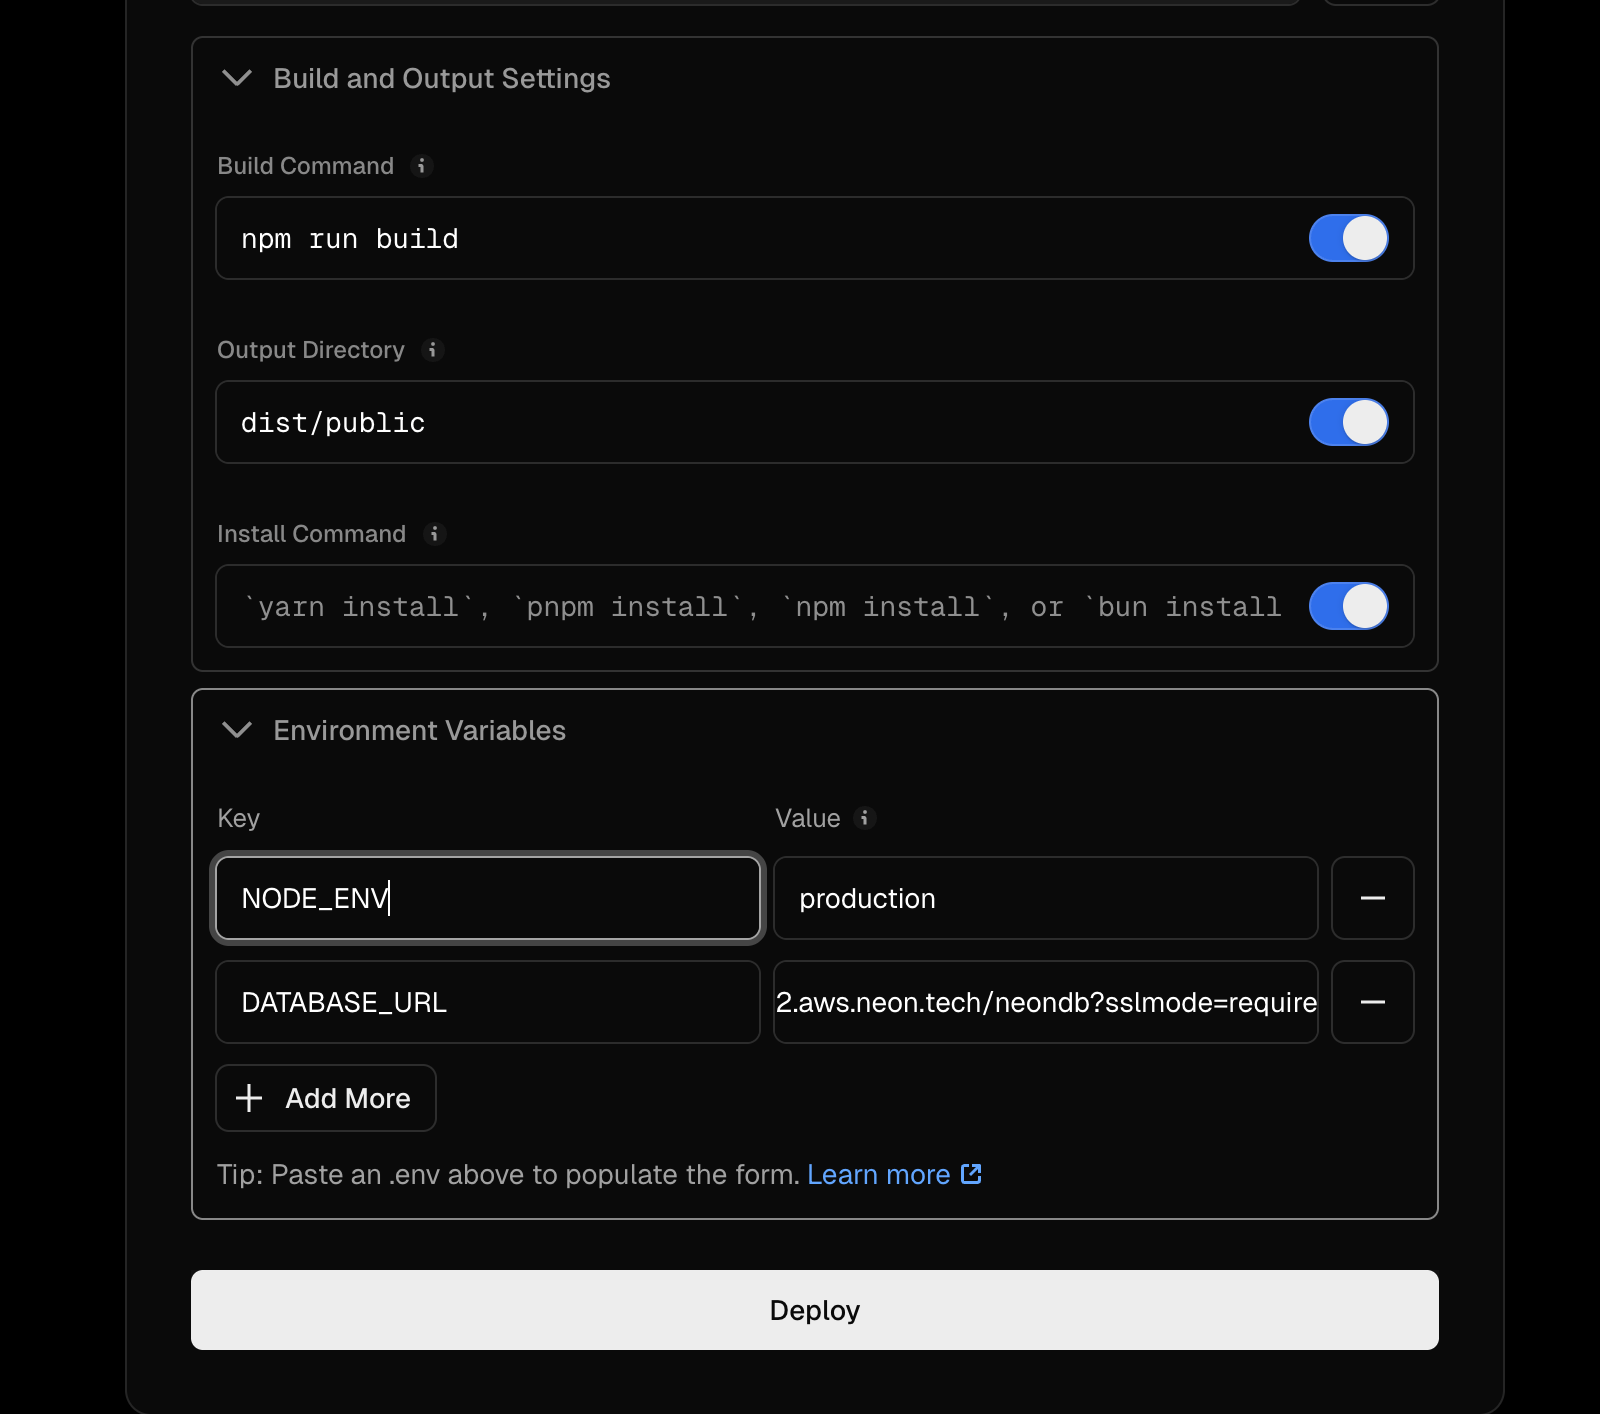 Build and Output Settings
Build Command
npm run build
Output Directory
dist/public
Install Command
`yarn install`, `pnpm install`, `npm install`, or `bun install
Environment Variables
Key Value
NODE_ENV production
DATABASE_URL 2.aws.neon.tech/neondb?sslmode=require
Add More
Tip: Paste an .env above to populate the form. Learn more
Deploy